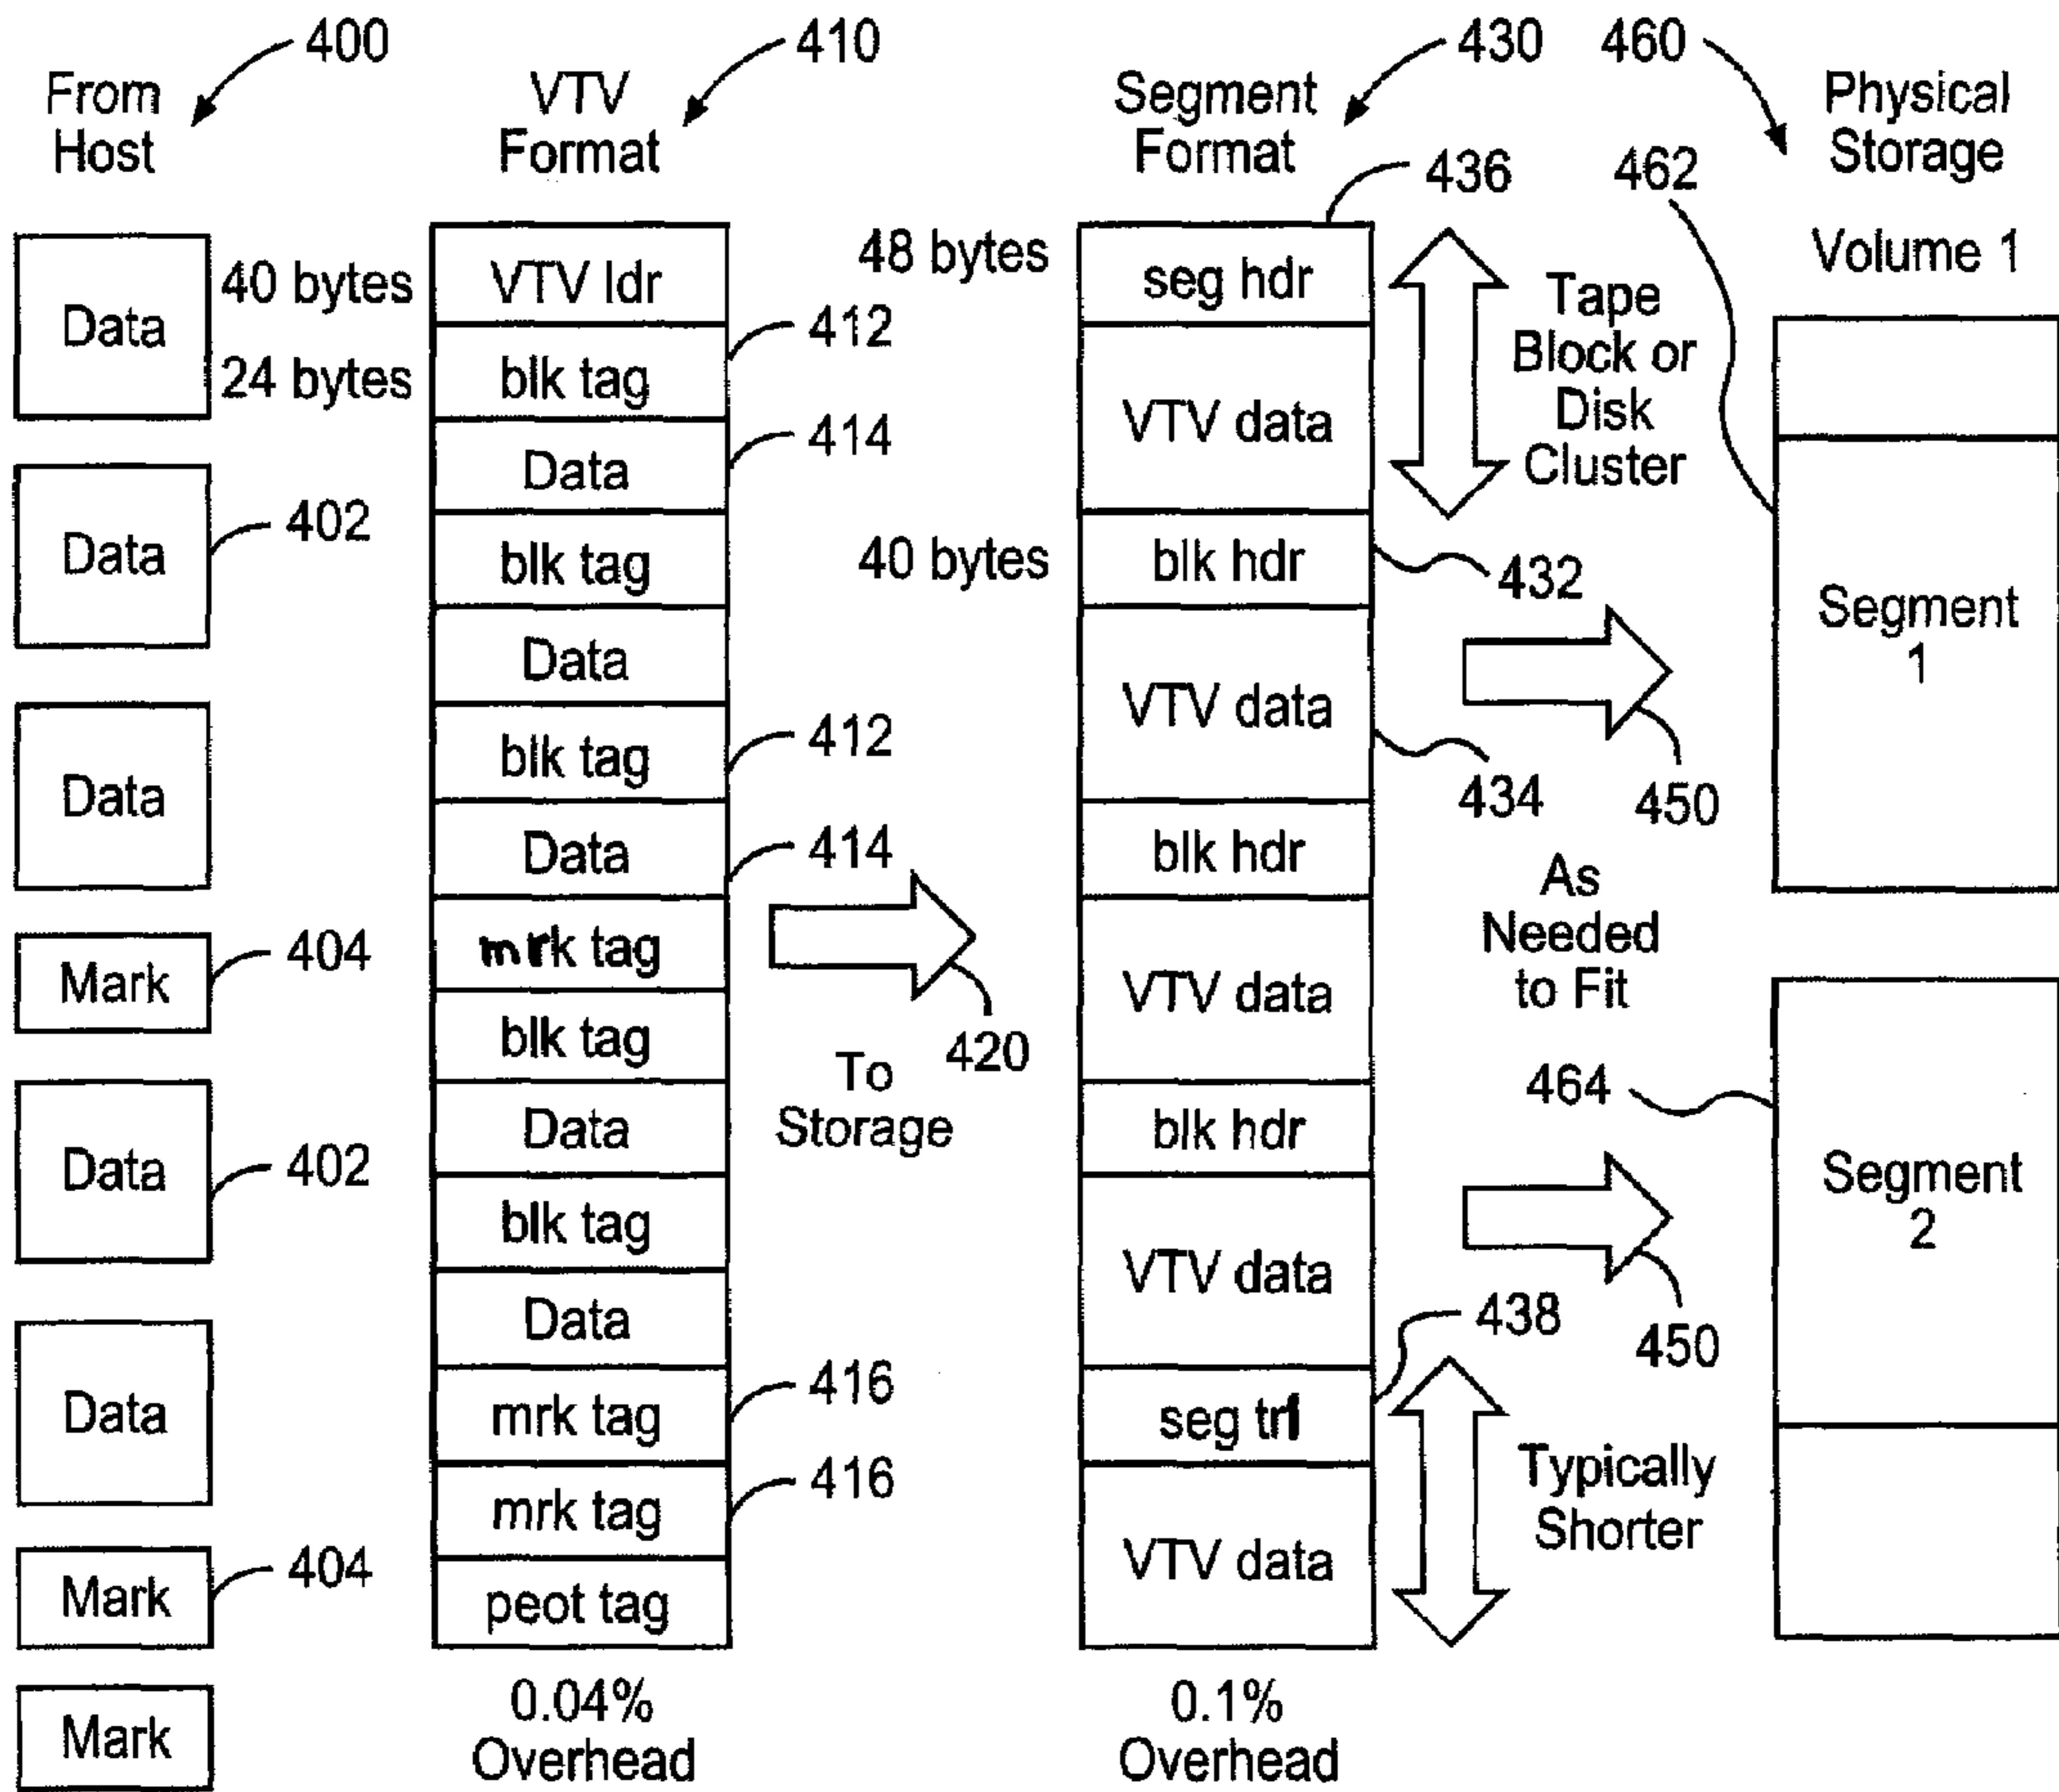 400
From
Host
Data
Data
402
Data
Mark
404
Data
402
Data
Mark
404
Mark
410
VTV
Format
40 bytes
VTV ldr
24 bytes
blk tag
412
Data
414
blk tag
Data
blk tag
412
Data
414
mrk tag
blk tag
Data
blk tag
Data
mrk tag
416
mrk tag
416
peot tag
0.04%
Overhead
420
To
Storage
430
Segment
Format
436
48 bytes
seg hdr
VTV data
Tape
Block or
Disk
Cluster
40 bytes
blk hdr
432
VTV data
434
blk hdr
VTV data
blk hdr
VTV data
438
seg trl
VTV data
Typically
Shorter
0.1%
Overhead
450
As
Needed
to Fit
450
460
Physical
Storage
462
Volume 1
Segment
1
464
Segment
2